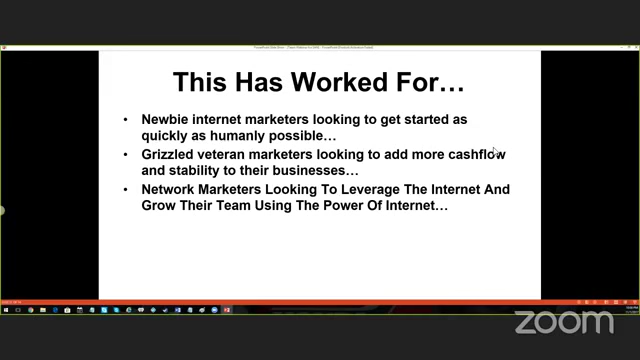 This Has Worked For…
• Newbie internet marketers looking to get started as
quickly as humanly possible…
• Grizzled veteran marketers looking to add more cashflow
and stability to their businesses…
• Network Marketers Looking To Leverage The Internet And
Grow Their Team Using The Power Of Internet…
zoom